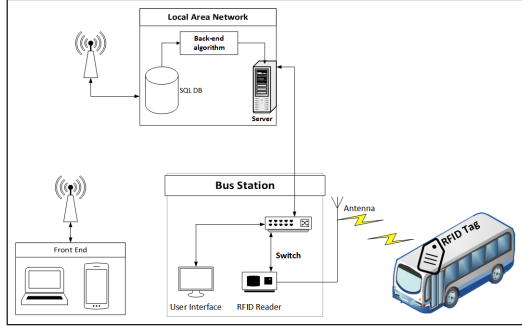 Local Area Network
Back-end
algorithm
SQL DB
Server
Bus Station
Antenna
RFID Tag
Front End
Switch
User Interface
RFID Reader